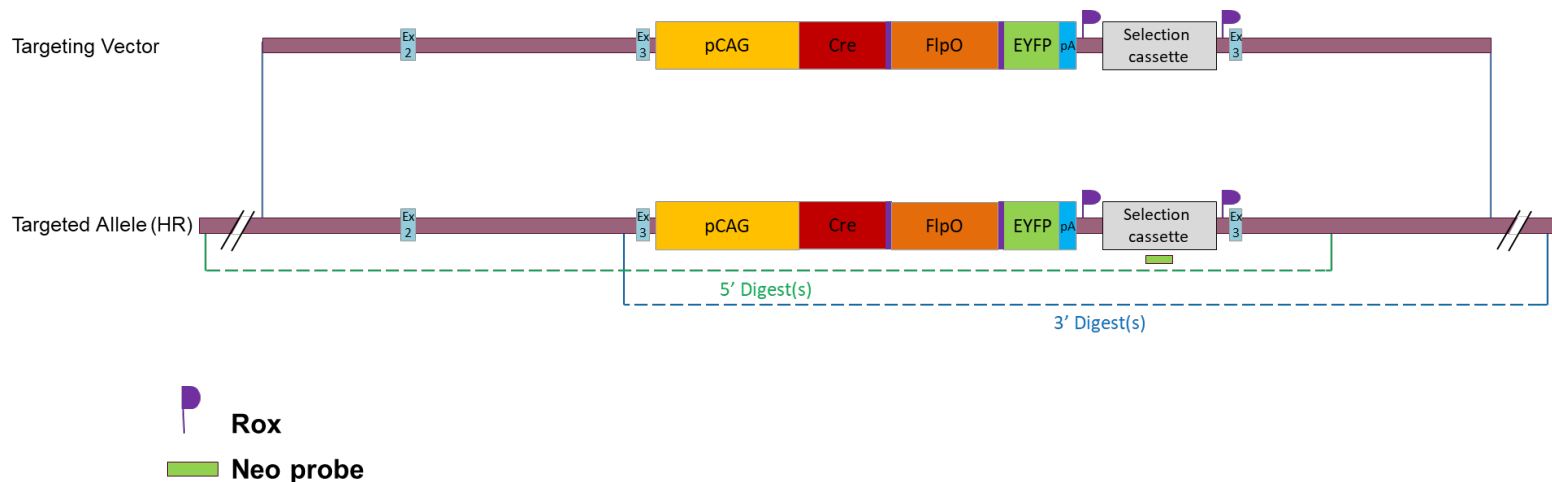 Targeting Vector
Ex 2
Ex 3
pCAG
Cre
FlpO
EYFP
pA
Selection cassette
Ex 3
Targeted Allele (HR)
Ex 2
Ex 3
pCAG
Cre
FlpO
EYFP
pA
Selection cassette
Ex 3
5’ Digest(s)
3’ Digest(s)
Rox
Neo probe